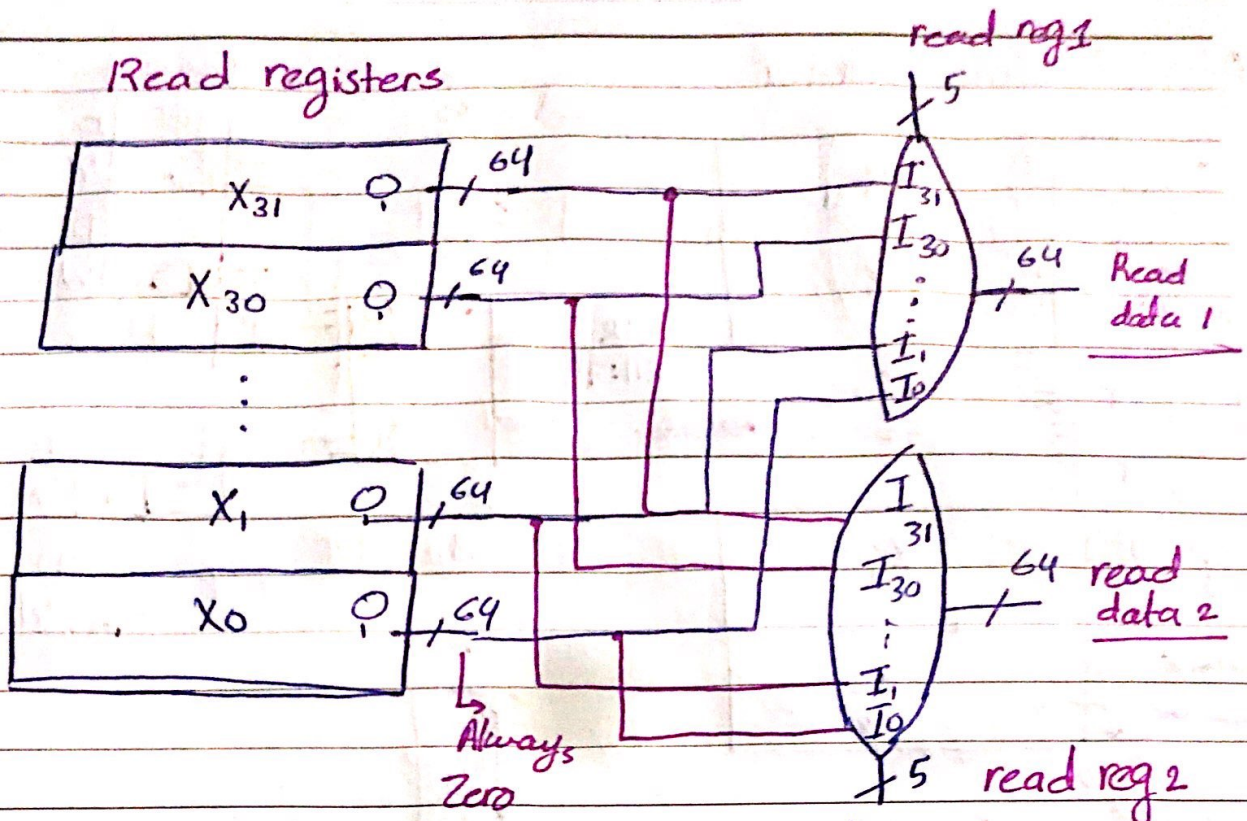 read reg1
Read registers
5
X31 Q 64
I31
X30 Q 64
I30
⋮
64 Read
data 1
I1
I0
⋮
X1 Q 64
I31
X0 Q 64
I30
⋮
64 read
data 2
I1
I0
Always
Zero
5 read reg 2